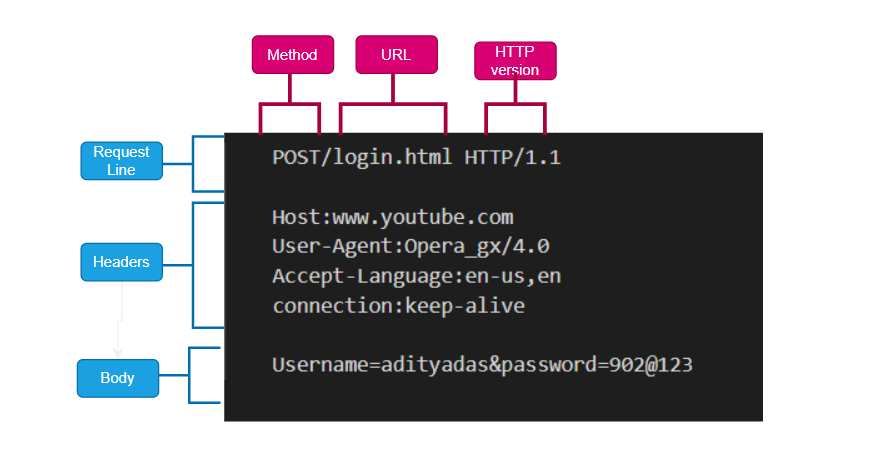 Method
URL
HTTP
version
Request
Line
POST/login.html HTTP/1.1
Headers
Host:www.youtube.com
User-Agent:Opera_gx/4.0
Accept-Language:en-us,en
connection:keep-alive
Body
Username=adityadas&password=902@123